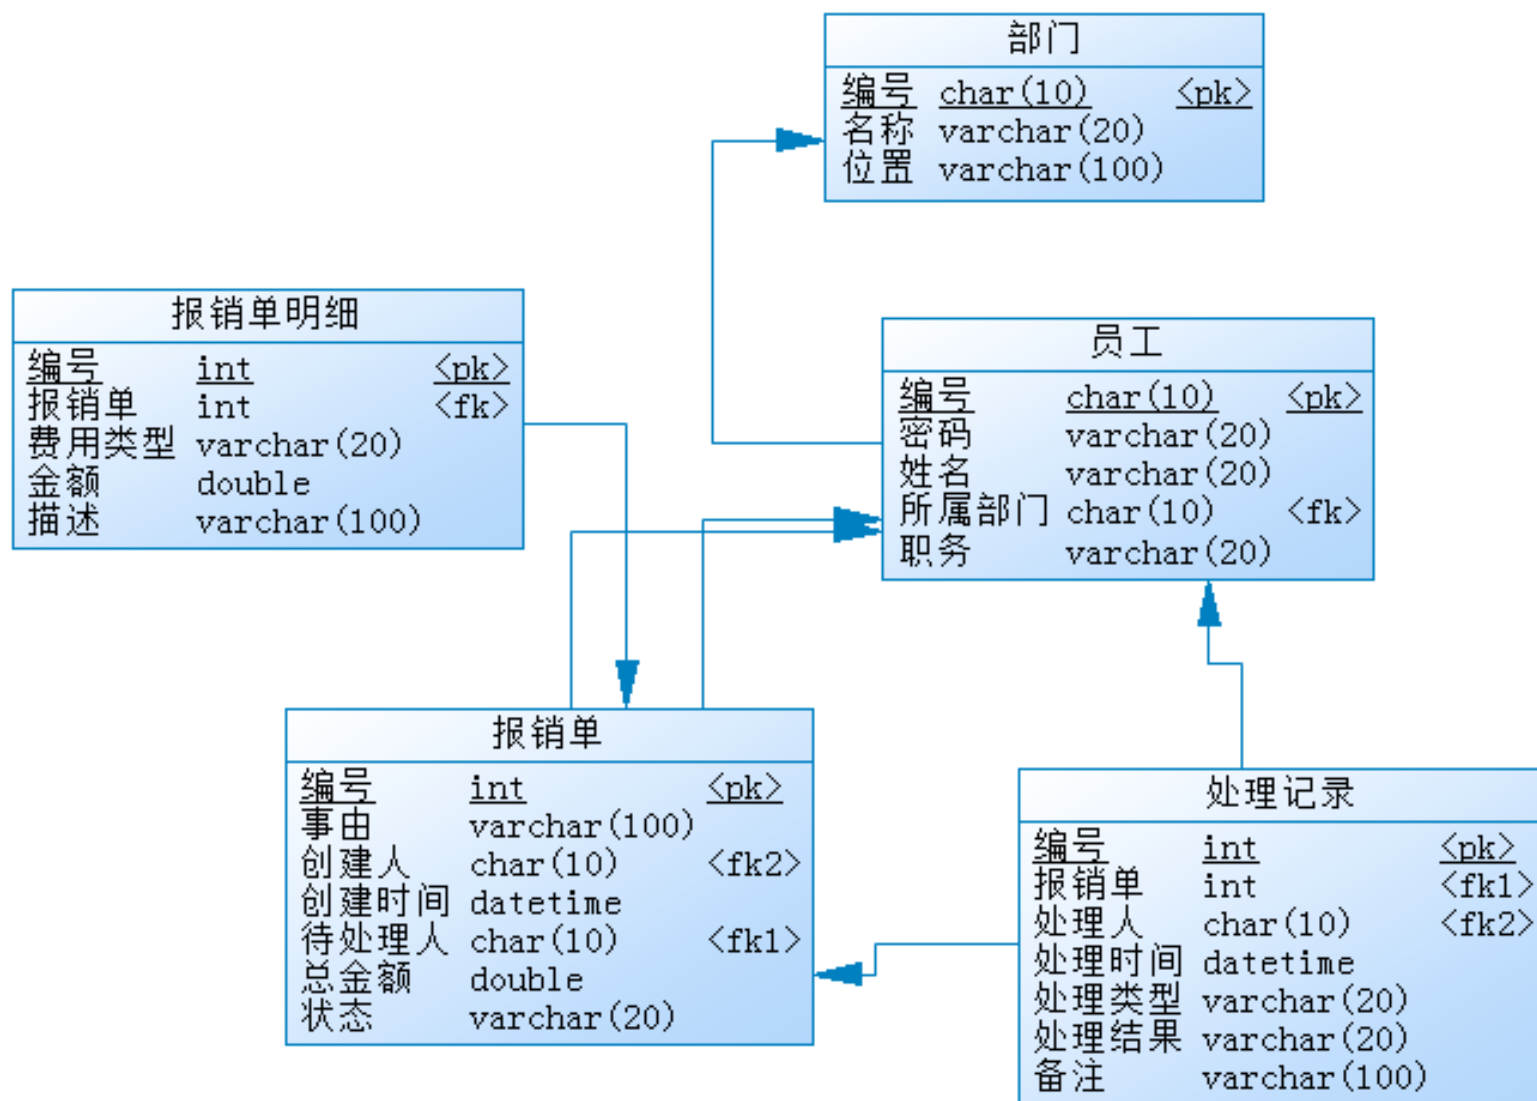 部门
编号 char(10) <pk>
名称 varchar(20)
位置 varchar(100)
报销单明细
编号 int <pk>
报销单 int <fk>
费用类型 varchar(20)
金额 double
描述 varchar(100)
员工
编号 char(10) <pk>
密码 varchar(20)
姓名 varchar(20)
所属部门 char(10) <fk>
职务 varchar(20)
报销单
编号 int <pk>
事由 varchar(100)
创建人 char(10) <fk2>
创建时间 datetime
待处理人 char(10) <fk1>
总金额 double
状态 varchar(20)
处理记录
编号 int <pk>
报销单 int <fk1>
处理人 char(10) <fk2>
处理时间 datetime
处理类型 varchar(20)
处理结果 varchar(20)
备注 varchar(100)